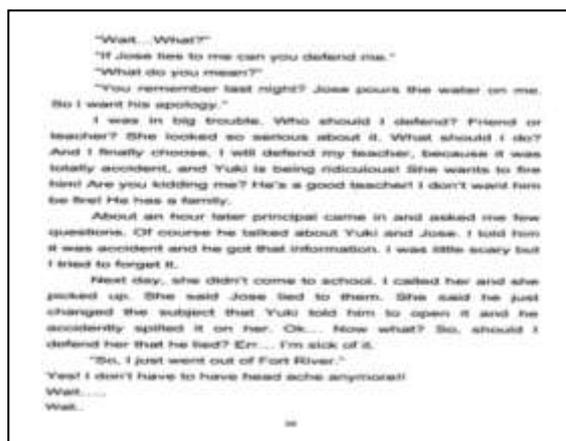 "Wait....What?"
"If Jose lies to me can you defend me."
"What do you mean?"
"You remember last night? Jose pours the water on me.
So I want his apology."
I was in big trouble. Who should I defend? Friend or
teacher? She looked so serious about it. What should I do?
And I finally choose, I will defend my teacher, because it was
totally accident, and Yuki is being ridiculous! She wants to fire
him! Are you kidding me? He's a good teacher! I don't want him
be fire! He has a family.
About an hour later principal came in and asked me few
questions. Of course he talked about Yuki and Jose. I told him
it was accident and he got that information. I was little scary but
I tried to forget it.
Next day, she didn't come to school. I called her and she
picked up. She said Jose lied to them. She said he just
changed the subject that Yuki told him to open it and he
accidently spilled it on her. Ok... Now what? So, should I
defend her that he lied? Err... I'm sick of it.
"So, I just went out of Fort River."
Yes! I don't have to have head ache anymore!!
Wait.....
Wait..